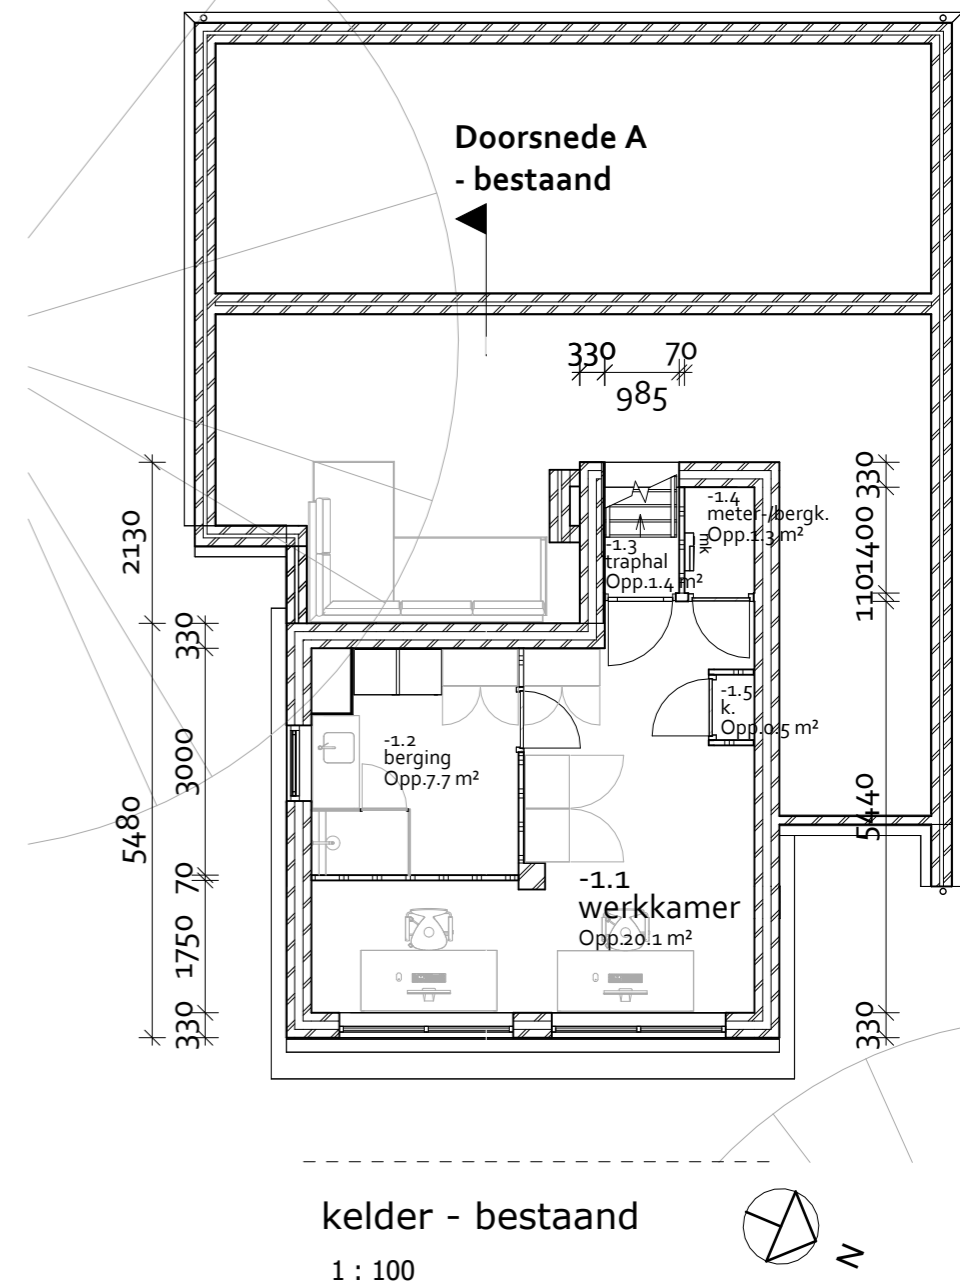 Doorsnede A
- bestaand
330
70
985
2130
330
3000
5480
70
1750
330
330
1400
110
5440
330
-1.4
meter-/bergk.
Opp.1.3 m²
mk
-1.3
traphal
Opp.1.4 m²
-1.5
k.
Opp.0.5 m²
-1.2
berging
Opp.7.7 m²
-1.1
werkkamer
Opp.20.1 m²
kelder - bestaand
1 : 100
N